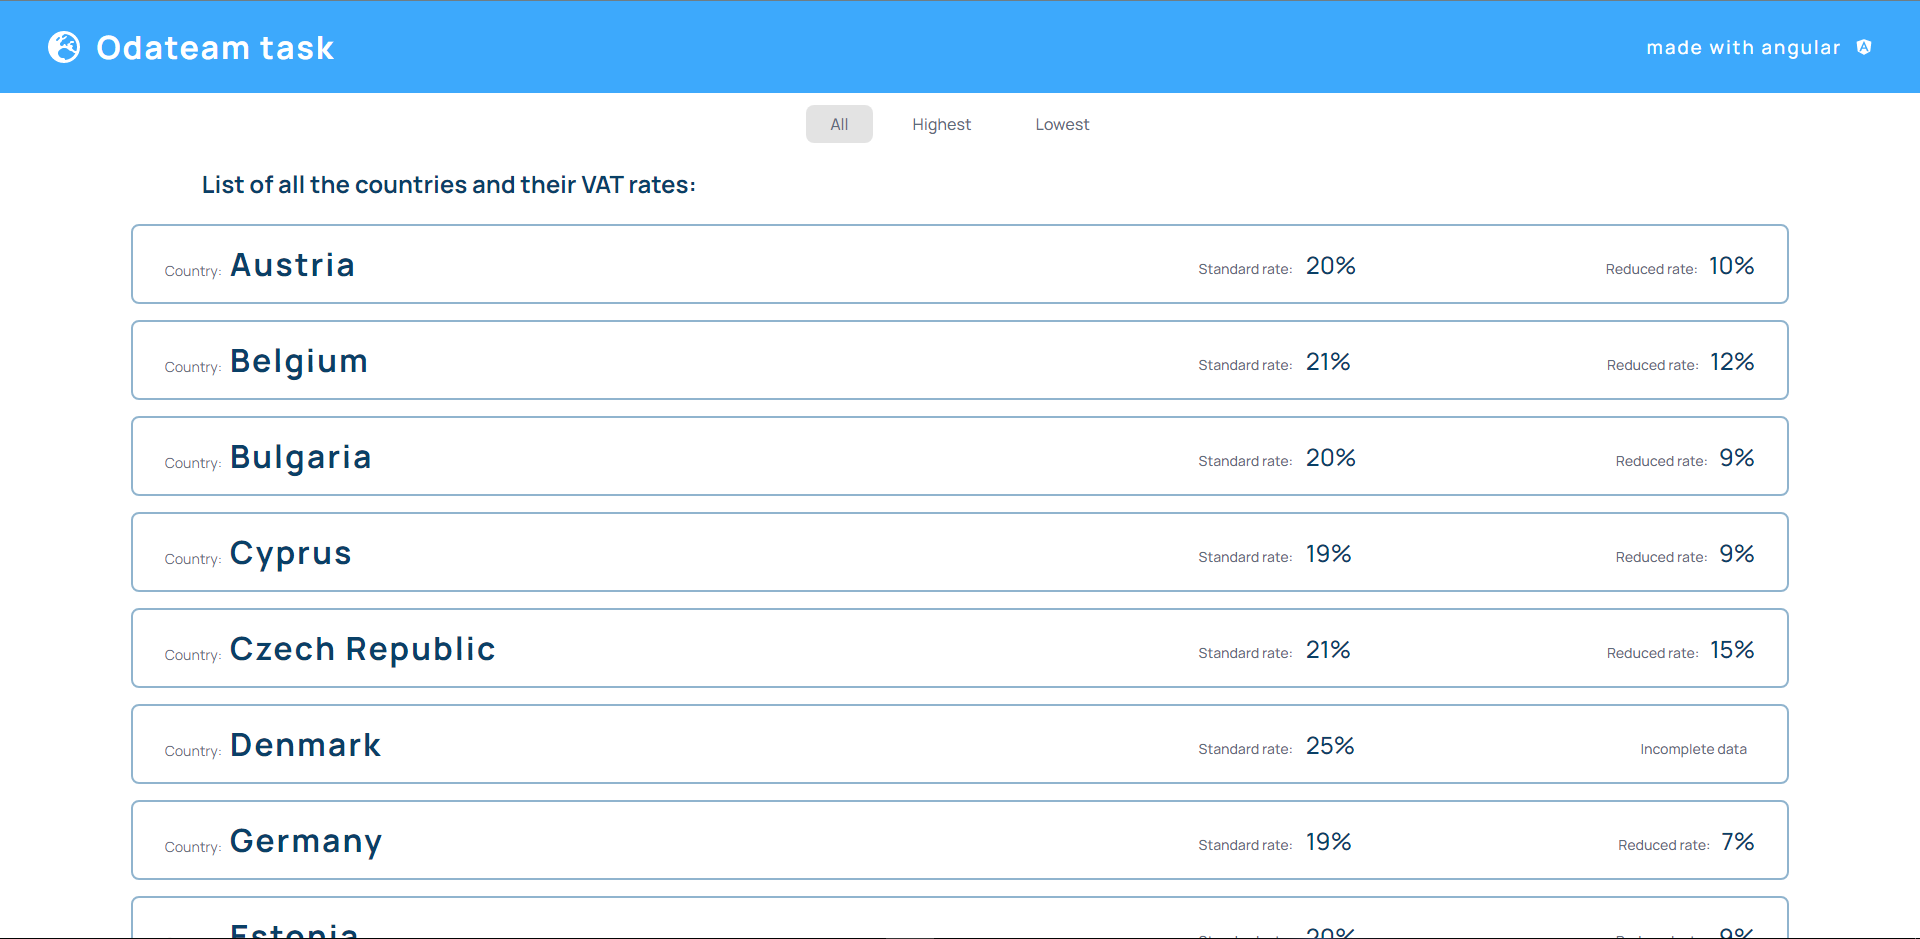 Odateam task
made with angular
All Highest Lowest
List of all the countries and their VAT rates:
Country: Austria Standard rate: 20% Reduced rate: 10%
Country: Belgium Standard rate: 21% Reduced rate: 12%
Country: Bulgaria Standard rate: 20% Reduced rate: 9%
Country: Cyprus Standard rate: 19% Reduced rate: 9%
Country: Czech Republic Standard rate: 21% Reduced rate: 15%
Country: Denmark Standard rate: 25% Incomplete data
Country: Germany Standard rate: 19% Reduced rate: 7%
Estonia 20% 9%